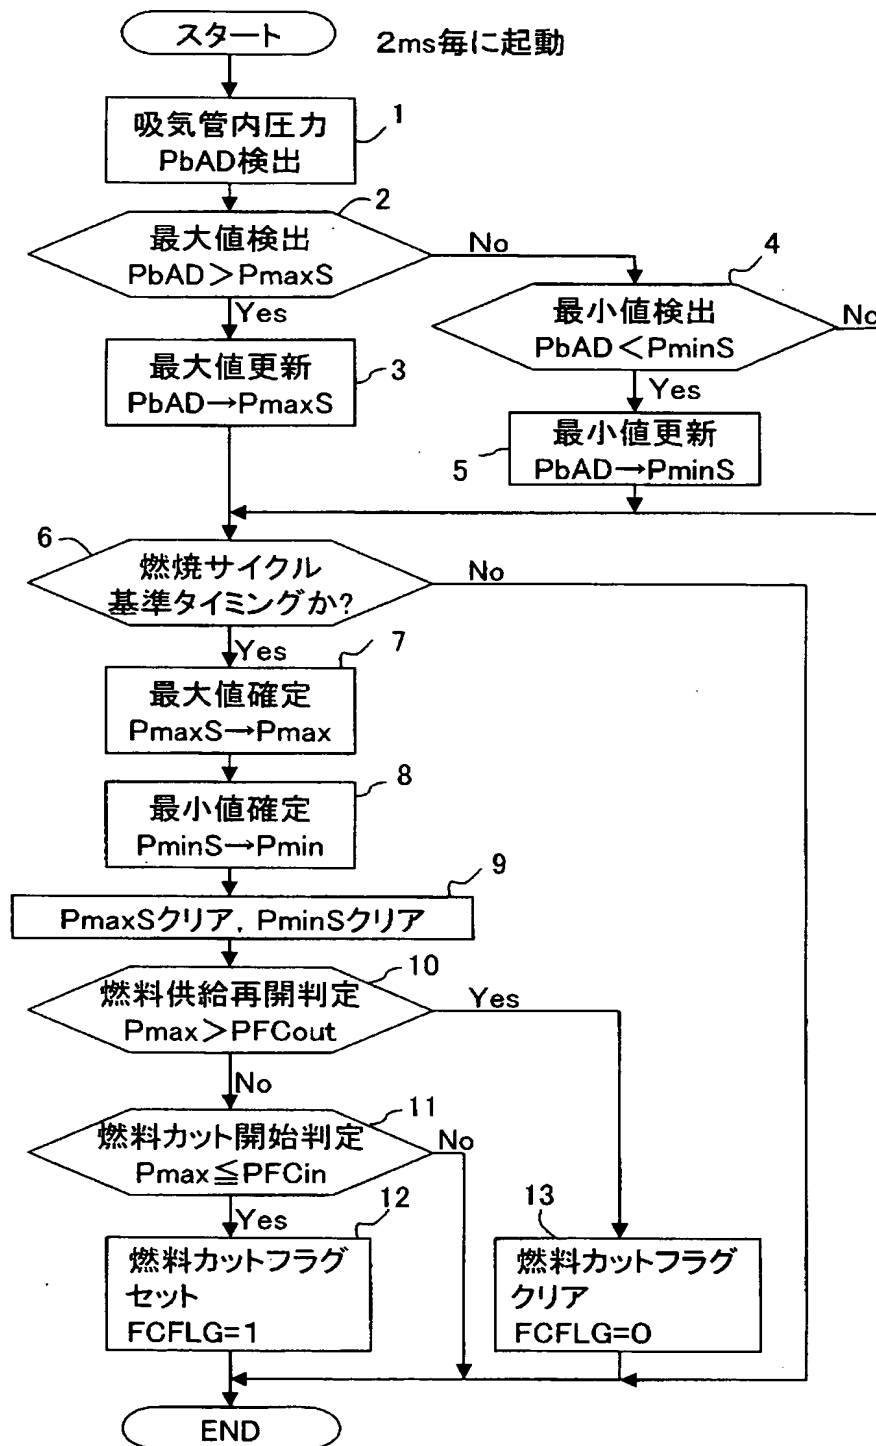 スタート
2ms毎に起動
吸気管内圧力
PbAD検出
1
最大値検出
PbAD＞PmaxS
2
No
Yes
最小値検出
PbAD＜PminS
4
No
Yes
最大値更新
PbAD→PmaxS
3
最小値更新
PbAD→PminS
5
6
燃焼サイクル
基準タイミングか?
No
Yes
7
最大値確定
PmaxS→Pmax
8
最小値確定
PminS→Pmin
9
PmaxSクリア, PminSクリア
10
燃料供給再開判定
Pmax＞PFCout
Yes
No
11
燃料カット開始判定
Pmax≦PFCin
No
Yes
12
燃料カットフラグ
セット
FCFLG=1
13
燃料カットフラグ
クリア
FCFLG=0
END